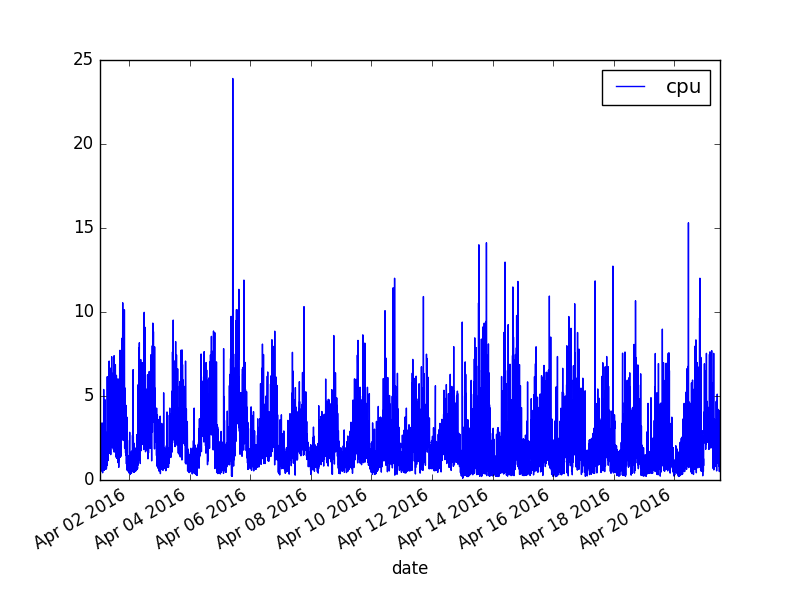 25
cpu
20
15
10
5
0
Apr 02 2016
Apr 04 2016
Apr 06 2016
Apr 08 2016
Apr 10 2016
Apr 12 2016
Apr 14 2016
Apr 16 2016
Apr 18 2016
Apr 20 2016
date